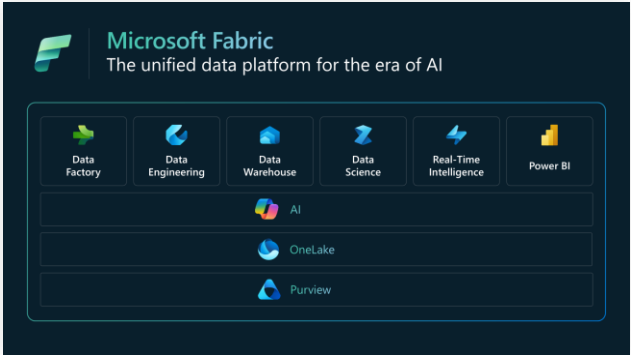 Microsoft Fabric
The unified data platform for the era of AI
Data
Factory
Data
Engineering
Data
Warehouse
Data
Science
Real-Time
Intelligence
Power BI
AI
OneLake
Purview